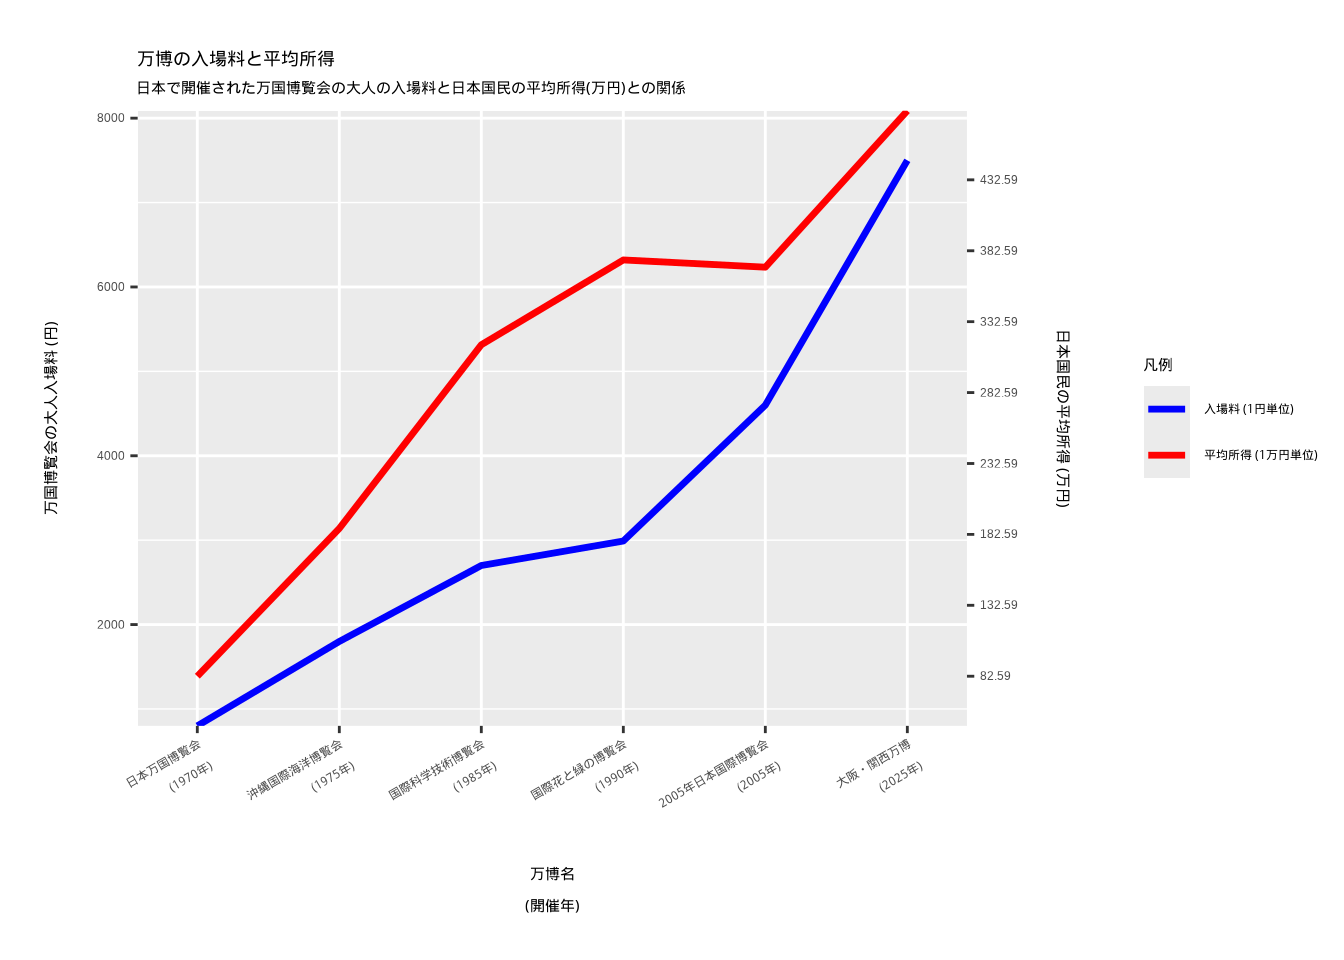 万博の入場料と平均所得
日本で開催された万国博覧会の大人の入場料と日本国民の平均所得(万円)との関係
万国博覧会の大人入場料 (円)
8000
6000
4000
2000
432.59
382.59
332.59
282.59
232.59
182.59
132.59
82.59
日本国民の平均所得 (万円)
凡例
入場料 (1円単位)
平均所得 (1万円単位)
日本万国博覧会
(1970年)
沖縄国際海洋博覧会
(1975年)
国際科学技術博覧会
(1985年)
国際花と緑の博覧会
(1990年)
2005年日本国際博覧会
(2005年)
大阪・関西万博
(2025年)
万博名
(開催年)